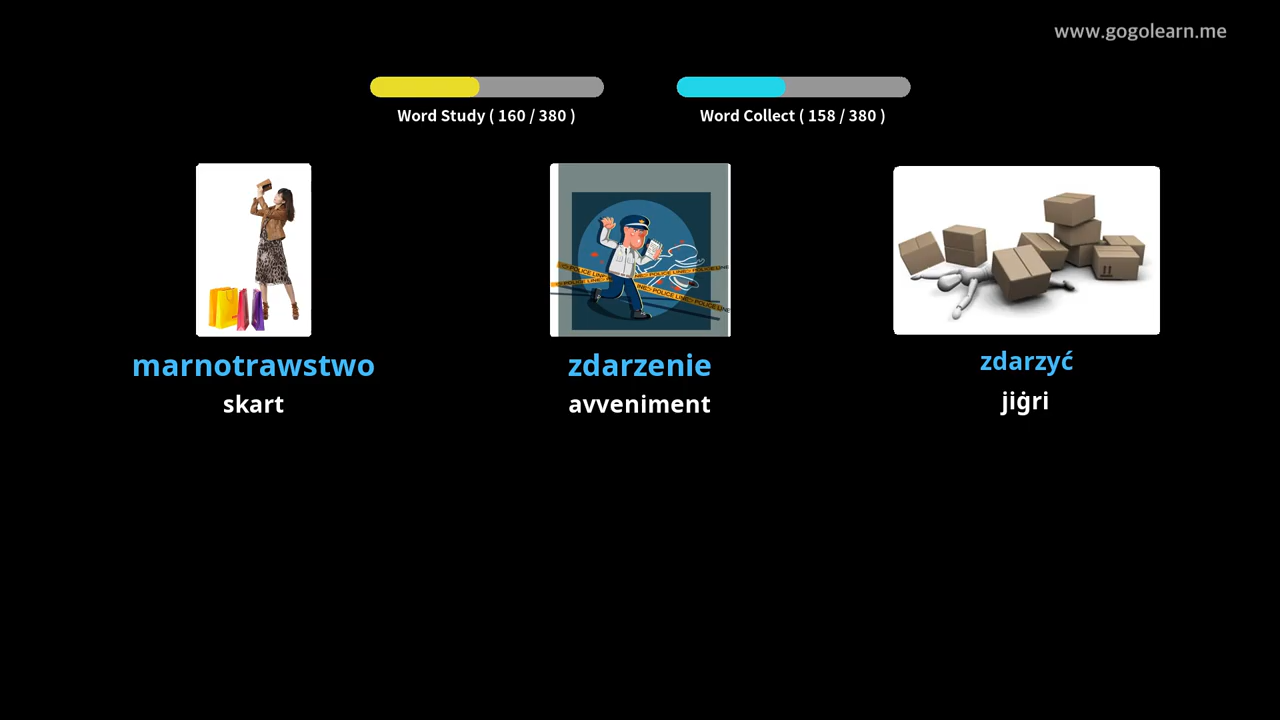 www.gogolearn.me
Word Study ( 160 / 380 )
Word Collect ( 158 / 380 )
marnotrawstwo
skart
zdarzenie
avveniment
zdarzyć
jiġri